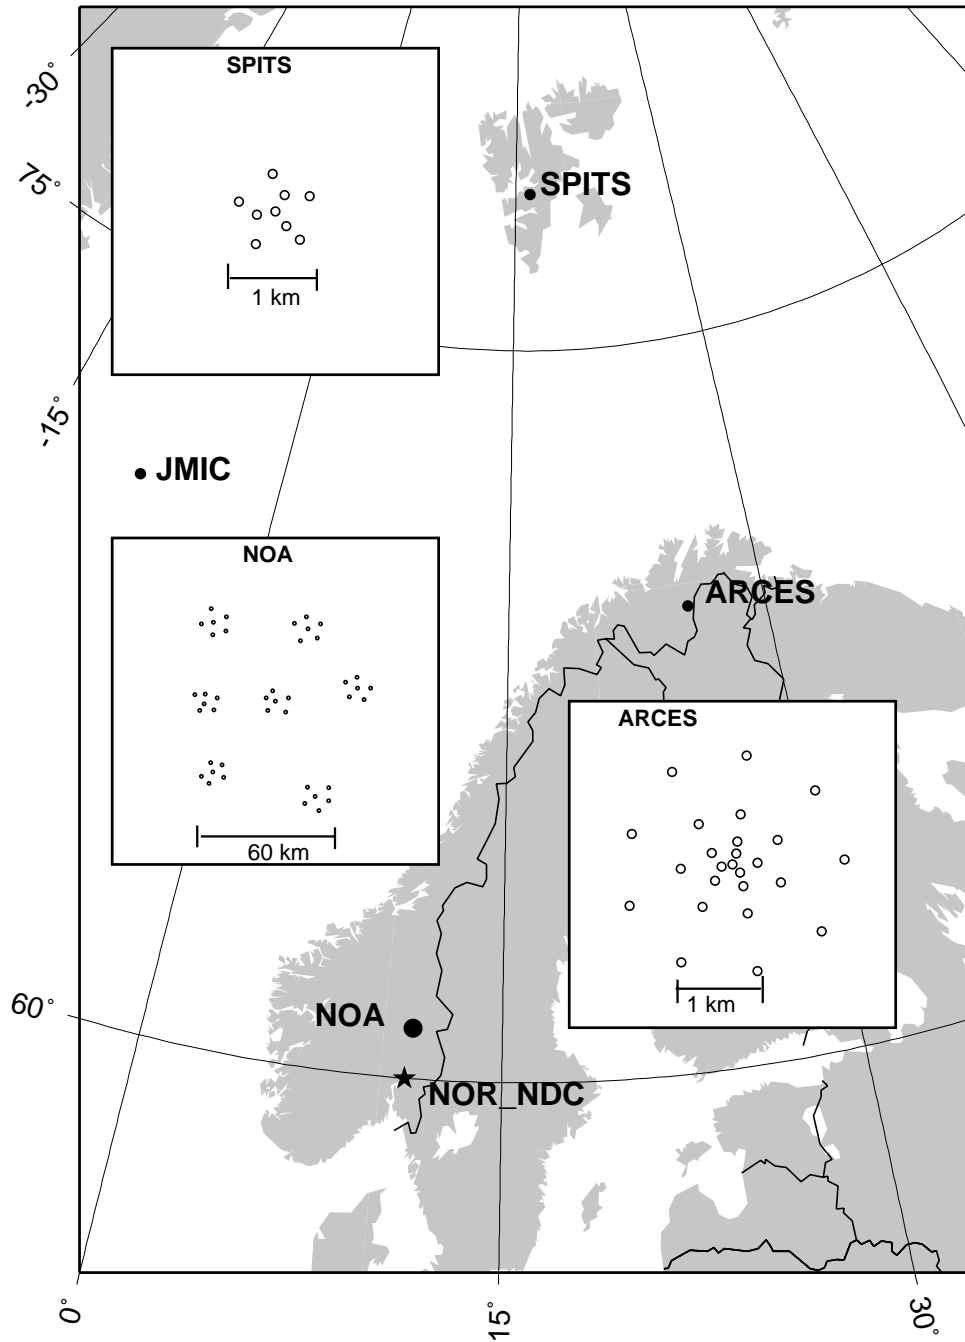 -30°
SPITS
75°
SPITS
1 km
-15°
JMIC
NOA
ARCES
ARCES
60 km
1 km
60°
NOA
NOR_NDC
0°
15°
30°